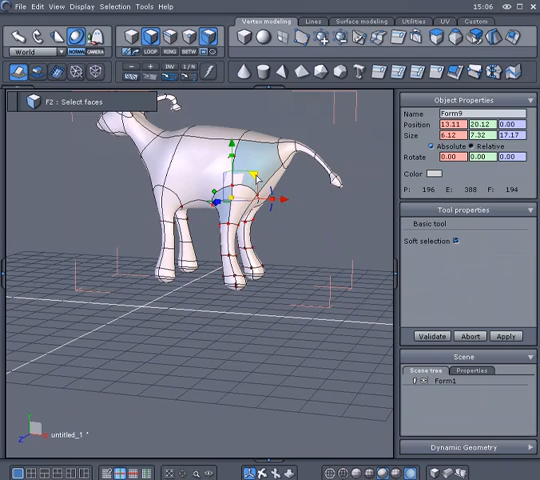 File Edit View Display Selection Tools Help 15:06
Vertex modeling Lines Surface modeling Utilities UV Custom
World NORMA CAMERA LOOP RING BETW
INV 1/N
F2 : Select faces
Object Properties
Name Form9
Position 13.11 20.12 0.00
Size 6.12 7.32 17.17
Absolute Relative
Rotate 0.00 0.00 0.00
Color
P: 196 E: 388 F: 194
Tool properties
Basic tool
Soft selection
Validate Abort Apply
Scene
Scene tree Properties
Form1
untitled_1 *
Dynamic Geometry